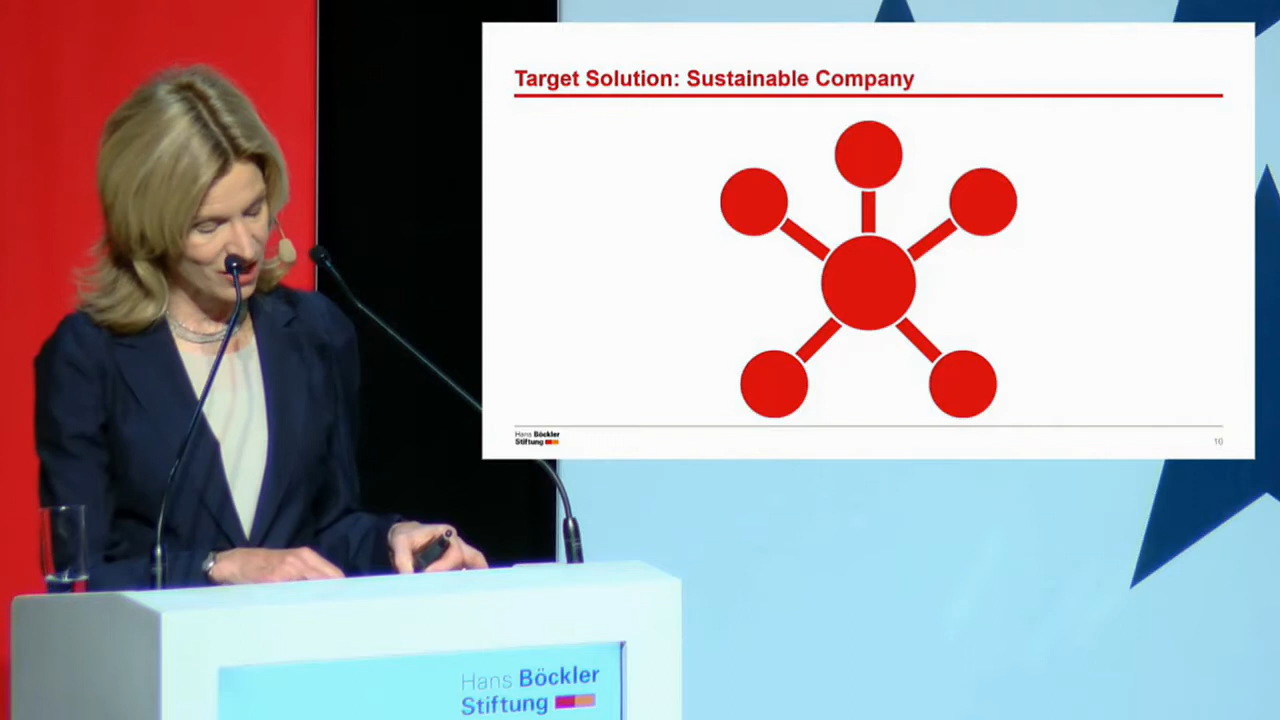 Target Solution: Sustainable Company
Hans Böckler
Stiftung
10
Hans Böckler
Stiftung